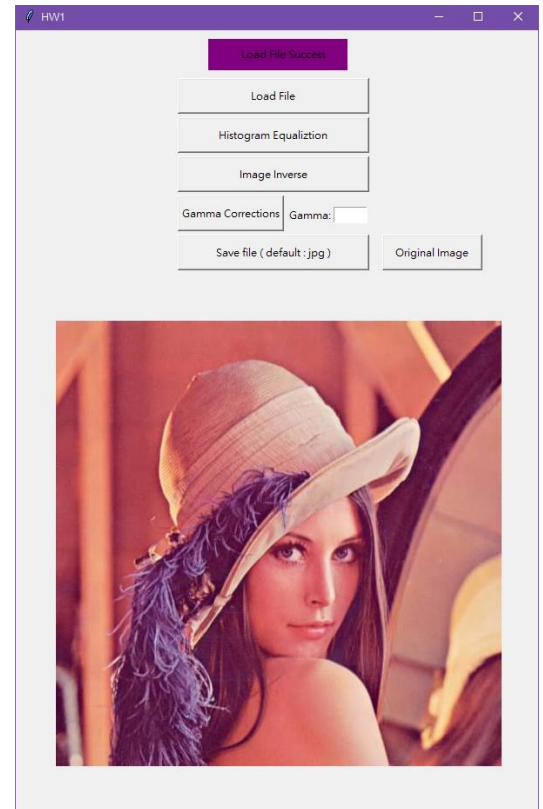 HW1
Load File Success
Load File
Histogram Equaliztion
Image Inverse
Gamma Corrections Gamma:
Save file ( default : jpg ) Original Image